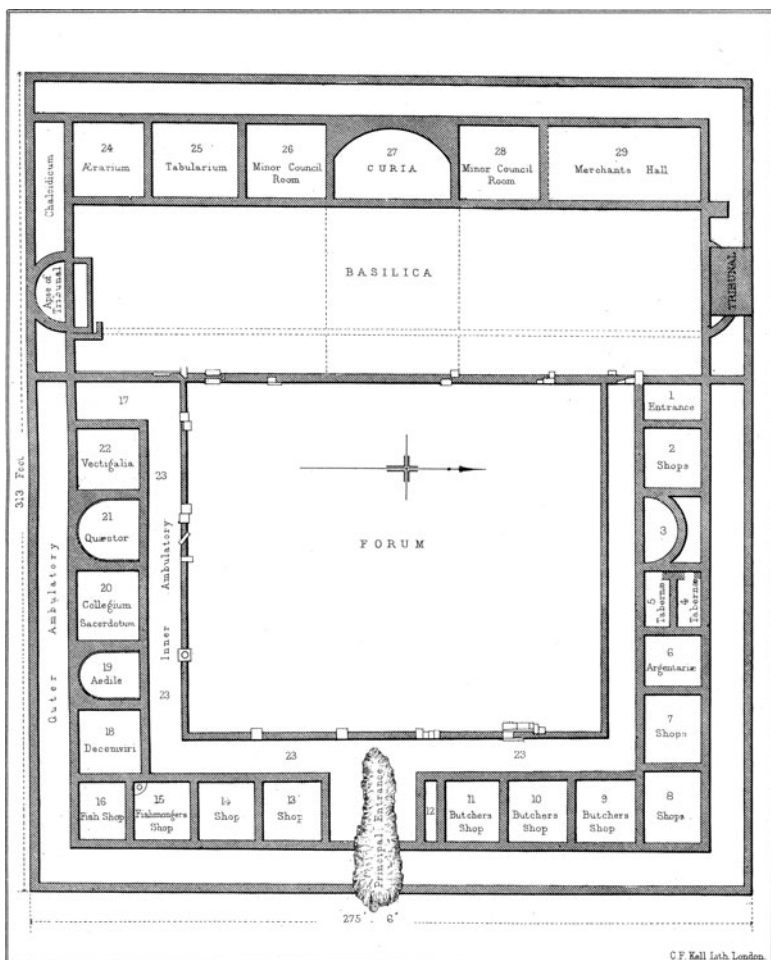 24
Ærarium
25
Tabularium
26
Minor Council
Room
27
CURIA
28
Minor Council
Room
29
Merchants Hall
Chalcidicum
Apse of
Tribunal
BASILICA
TRIBUNAL
17
1
Entrance
22
Vectigalia
2
Shops
23
21
Quæstor
3
313 Feet
Outer Ambulatory
Inner Ambulatory
FORUM
20
Collegium
Sacerdotum
5
Tabernæ
4
Tabernæ
19
Aedile
6
Argentariæ
23
18
Decemviri
7
Shops
23
23
16
Fish Shop
15
Fishmongers
Shop
14
Shop
13
Shop
Principal Entrance
12
11
Butchers
Shop
10
Butchers
Shop
9
Butchers
Shop
8
Shops
275' 6"
C.F. Kell Lith. London.